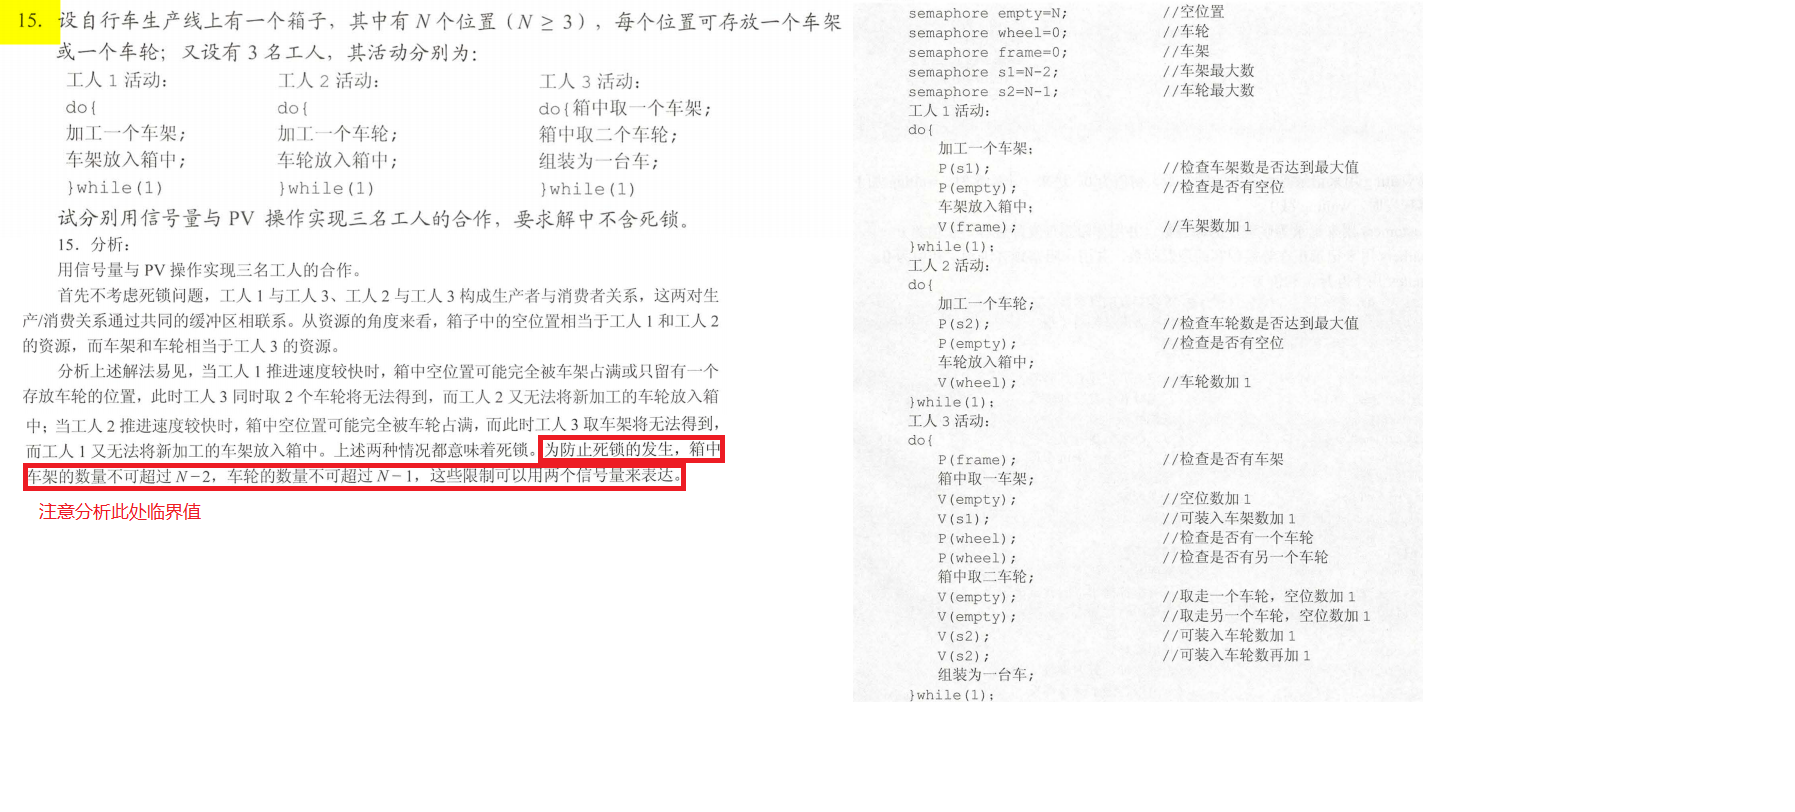 15. 设自行车生产线上有一个箱子，其中有 N 个位置（N ≥ 3），每个位置可存放一个车架
或一个车轮；又设有 3 名工人，其活动分别为：
工人 1 活动： 工人 2 活动： 工人 3 活动：
do{ do{ do{箱中取一个车架；
加工一个车架； 加工一个车轮； 箱中取二个车轮；
车架放入箱中； 车轮放入箱中； 组装为一台车；
}while(1) }while(1) }while(1)
试分别用信号量与 PV 操作实现三名工人的合作，要求解中不含死锁。
15. 分析：
用信号量与 PV 操作实现三名工人的合作。
首先不考虑死锁问题，工人 1 与工人 3、工人 2 与工人 3 构成生产者与消费者关系，这两对生
产/消费关系通过共同的缓冲区相联系。从资源的角度来看，箱子中的空位置相当于工人 1 和工人 2
的资源，而车架和车轮相当于工人 3 的资源。
分析上述解法易见，当工人 1 推进速度较快时，箱中空位置可能完全被车架占满或只留有一个
存放车轮的位置，此时工人 3 同时取 2 个车轮将无法得到，而工人 2 又无法将新加工的车轮放入箱
中；当工人 2 推进速度较快时，箱中空位置可能完全被车轮占满，而此时工人 3 取车架将无法得到，
而工人 1 又无法将新加工的车架放入箱中。上述两种情况都意味着死锁。为防止死锁的发生，箱中
车架的数量不可超过 N−2，车轮的数量不可超过 N−1，这些限制可以用两个信号量来表达。
注意分析此处临界值
semaphore empty=N; //空位置
semaphore wheel=0; //车轮
semaphore frame=0; //车架
semaphore s1=N-2; //车架最大数
semaphore s2=N-1; //车轮最大数
工人 1 活动：
do{
加工一个车架；
P(s1); //检查车架数是否达到最大值
P(empty); //检查是否有空位
车架放入箱中；
V(frame); //车架数加 1
}while(1);
工人 2 活动：
do{
加工一个车轮；
P(s2); //检查车轮数是否达到最大值
P(empty); //检查是否有空位
车轮放入箱中；
V(wheel); //车轮数加 1
}while(1);
工人 3 活动：
do{
P(frame); //检查是否有车架
箱中取一车架；
V(empty); //空位数加 1
V(s1); //可装入车架数加 1
P(wheel); //检查是否有一个车轮
P(wheel); //检查是否有另一个车轮
箱中取二车轮；
V(empty); //取走一个车轮，空位数加 1
V(empty); //取走另一个车轮，空位数加 1
V(s2); //可装入车轮数加 1
V(s2); //可装入车轮数再加 1
组装为一台车；
}while(1);